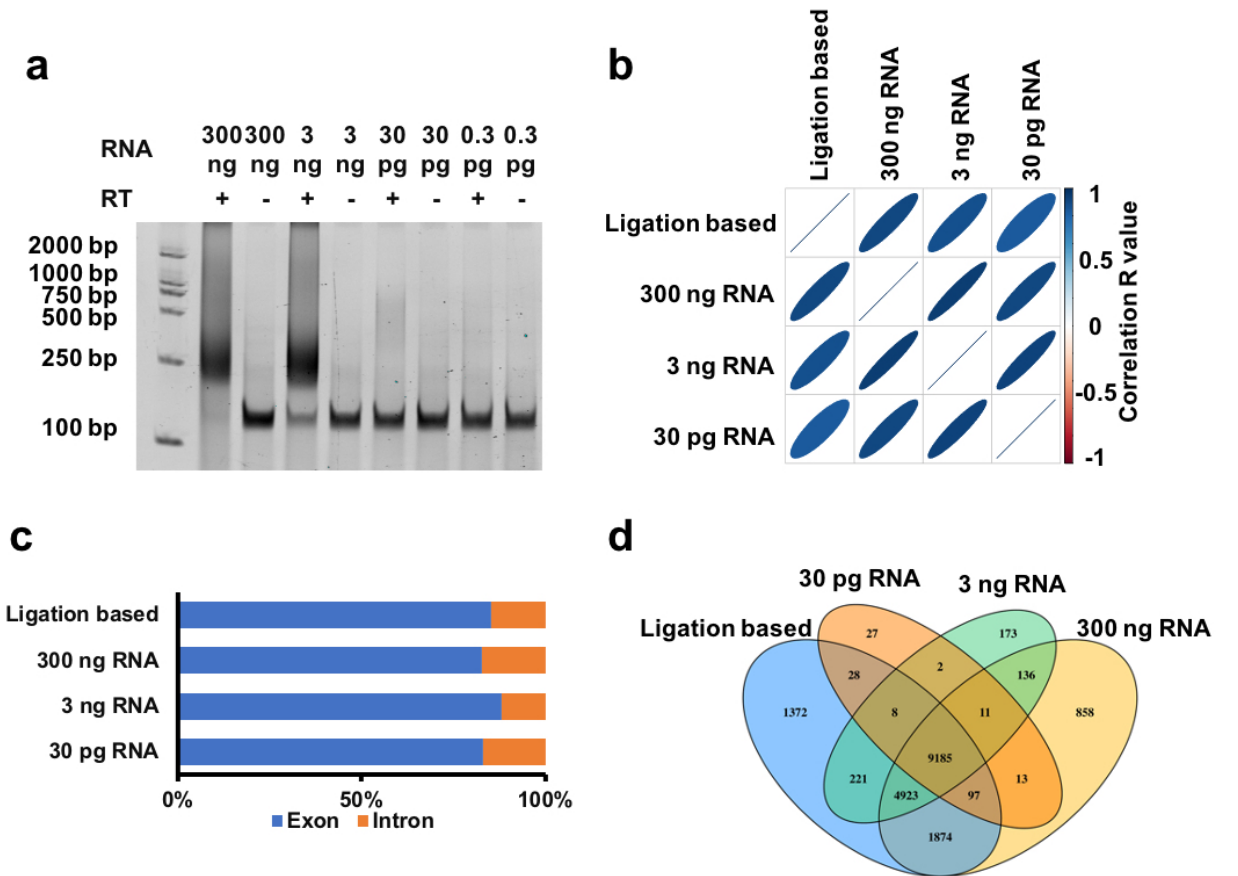 a
RNA 300 300 3 3 30 30 0.3 0.3
ng ng ng ng pg pg pg pg
RT + - + - + - + -
2000 bp
1000 bp
750 bp
500 bp
250 bp
100 bp
b
Ligation based
300 ng RNA
3 ng RNA
30 pg RNA
Ligation based
300 ng RNA
3 ng RNA
30 pg RNA
1
0.5
0
-0.5
-1
Correlation R value
c
Ligation based
300 ng RNA
3 ng RNA
30 pg RNA
0% 50% 100%
Exon Intron
d
30 pg RNA 3 ng RNA
Ligation based 300 ng RNA
27 173
28 2 136
1372 8 11 858
9185
221 4923 97 13
1874